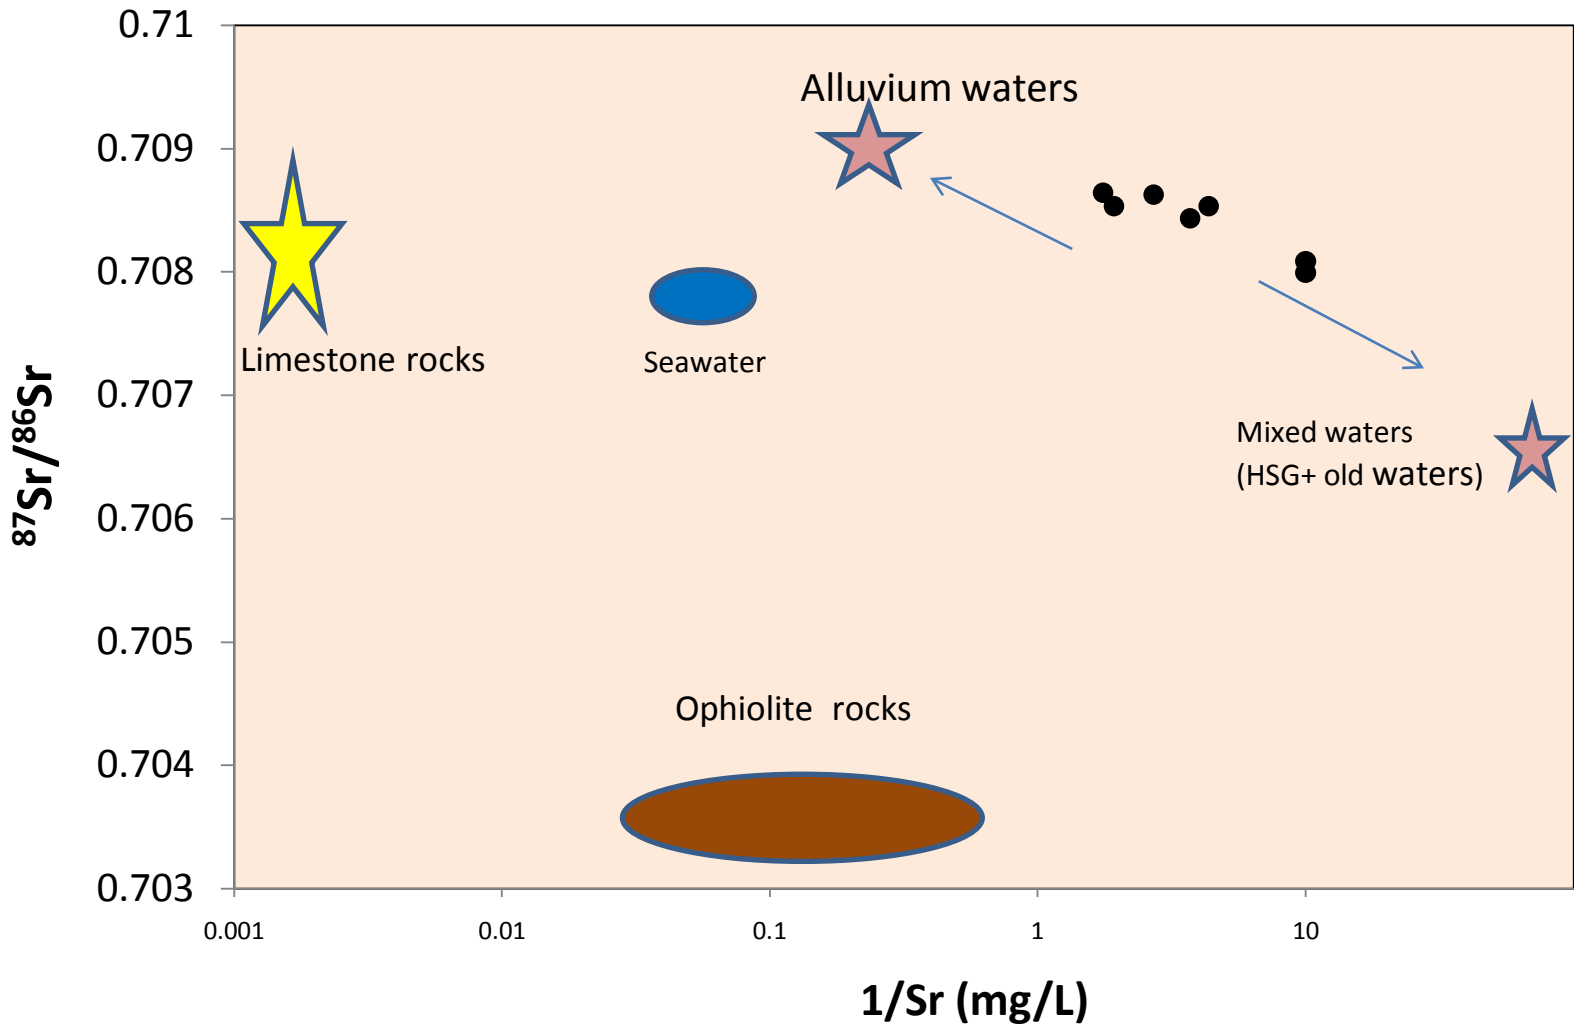 0.71
Alluvium waters
0.709
0.708
Limestone rocks
Seawater
0.707
Mixed waters
(HSG+ old waters)
0.706
0.705
Ophiolite rocks
0.704
0.703
0.001 0.01 0.1 1 10
1/Sr (mg/L)
⁸⁷Sr/⁸⁶Sr